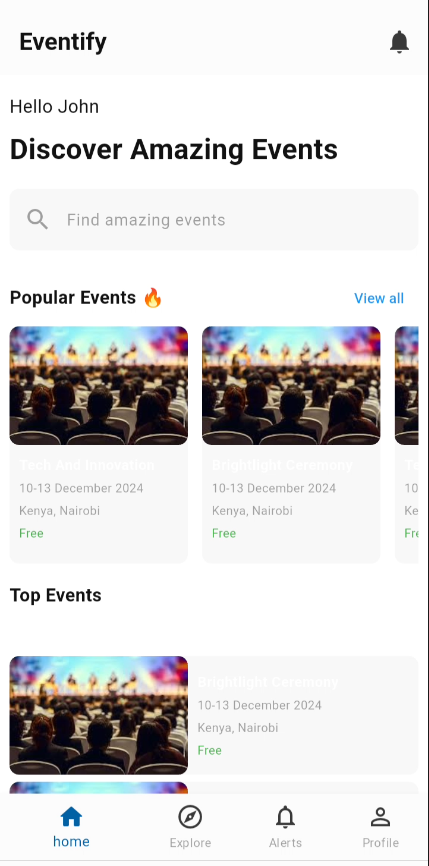 Eventify
Hello John
Discover Amazing Events
Find amazing events
Popular Events 🔥
View all
Tech And Innovation
10-13 December 2024
Kenya, Nairobi
Free
Brightlight Ceremony
10-13 December 2024
Kenya, Nairobi
Free
Te
10
Ke
Fre
Top Events
Brightlight Ceremony
10-13 December 2024
Kenya, Nairobi
Free
home
Explore
Alerts
Profile